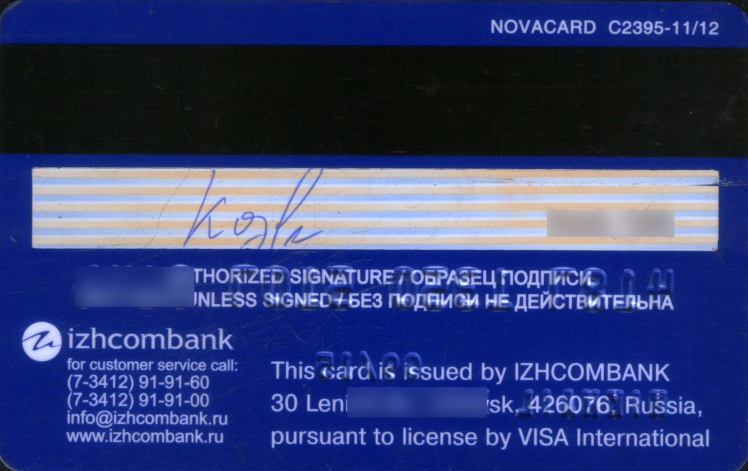 NOVACARD C2395-11/12
THORIZED SIGNATURE / ОБРАЗЕЦ ПОДПИСИ
UNLESS SIGNED / БЕЗ ПОДПИСИ НЕ ДЕЙСТВИТЕЛЬНА
izhcombank
for customer service call:
(7-3412) 91-91-60
(7-3412) 91-91-00
info@izhcombank.ru
www.izhcombank.ru
This card is issued by IZHCOMBANK
30 Leni sk, 426076, Russia,
pursuant to license by VISA International